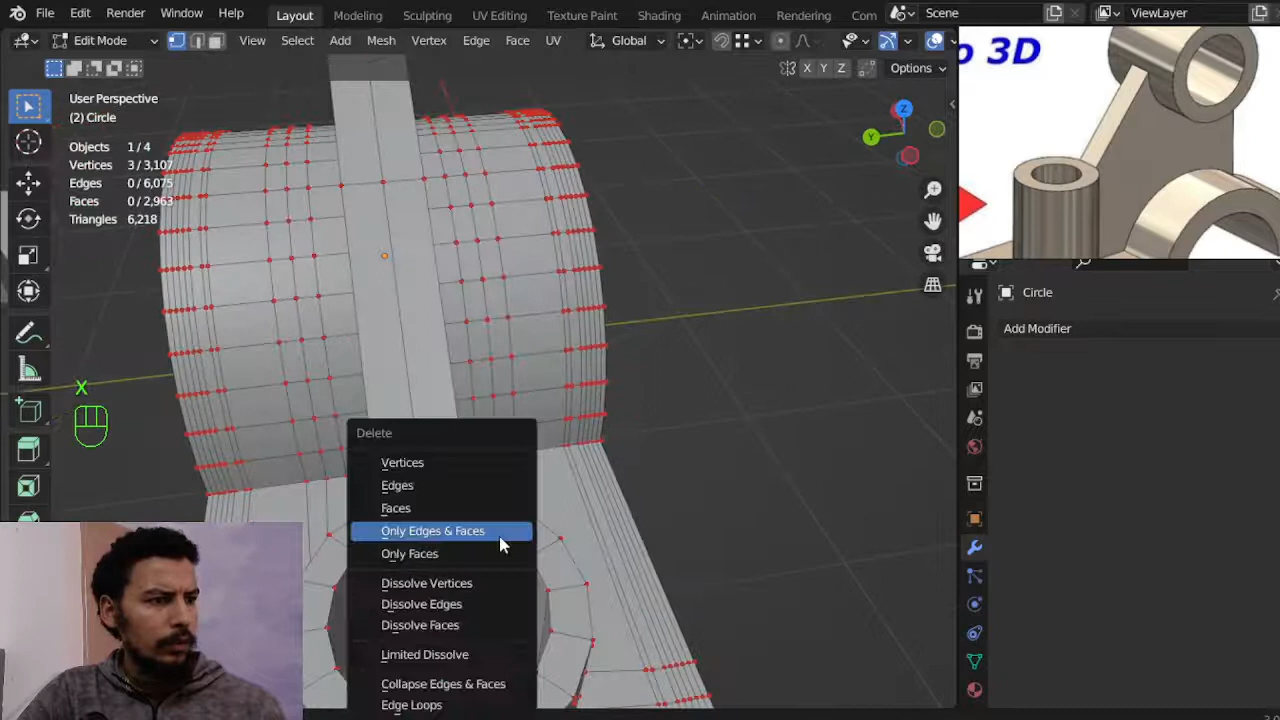 File Edit Render Window Help Layout Modeling Sculpting UV Editing Texture Paint Shading Animation Rendering Com Scene ViewLayer
Edit Mode View Select Add Mesh Vertex Edge Face UV Global
X Y Z Options
o 3D
User Perspective
(2) Circle
Objects 1 / 4
Vertices 3 / 3,107
Edges 0 / 6,075
Faces 0 / 2,963
Triangles 6,218
Z
Y
Circle
Add Modifier
X
Delete
Vertices
Edges
Faces
Only Edges & Faces
Only Faces
Dissolve Vertices
Dissolve Edges
Dissolve Faces
Limited Dissolve
Collapse Edges & Faces
Edge Loops